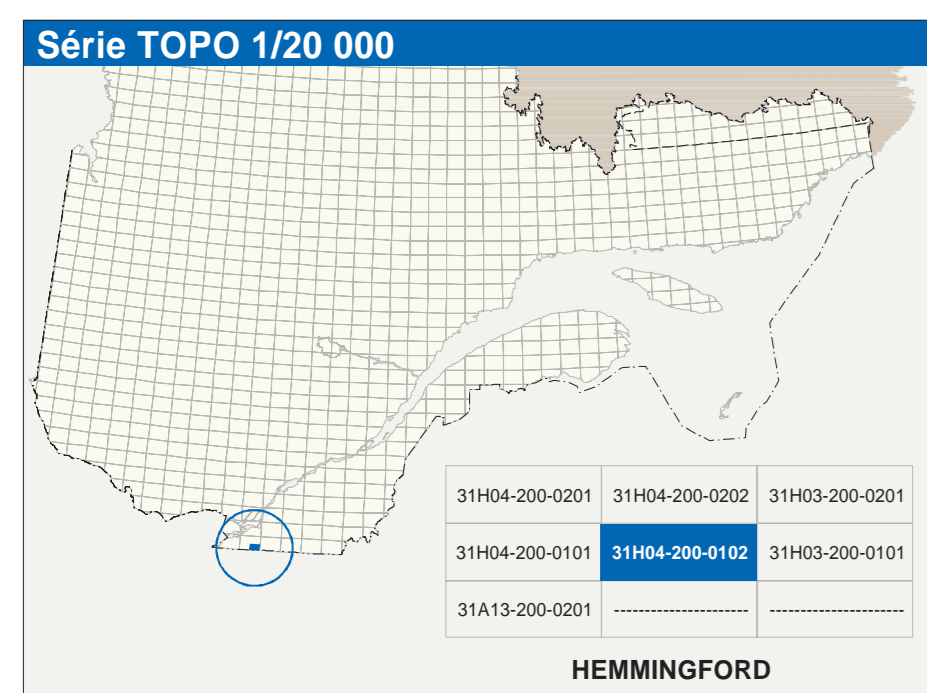 Série TOPO 1/20 000
31H04-200-0201 31H04-200-0202 31H03-200-0201
31H04-200-0101 31H04-200-0102 31H03-200-0101
31A13-200-0201 ---------------------- ----------------------
HEMMINGFORD